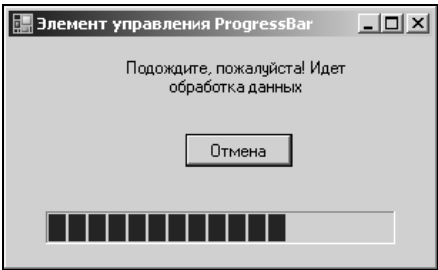 Элемент управления ProgressBar
Подождите, пожалуйста! Идет
обработка данных
Отмена